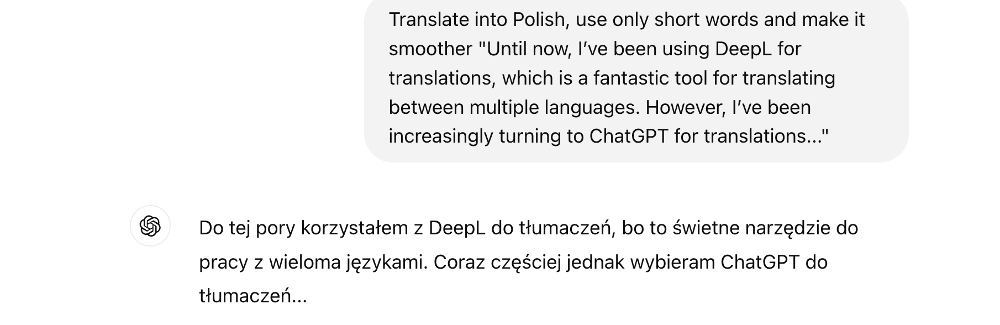 Translate into Polish, use only short words and make it
smoother "Until now, I’ve been using DeepL for
translations, which is a fantastic tool for translating
between multiple languages. However, I’ve been
increasingly turning to ChatGPT for translations..."
Do tej pory korzystałem z DeepL do tłumaczeń, bo to świetne narzędzie do
pracy z wieloma językami. Coraz częściej jednak wybieram ChatGPT do
tłumaczeń...